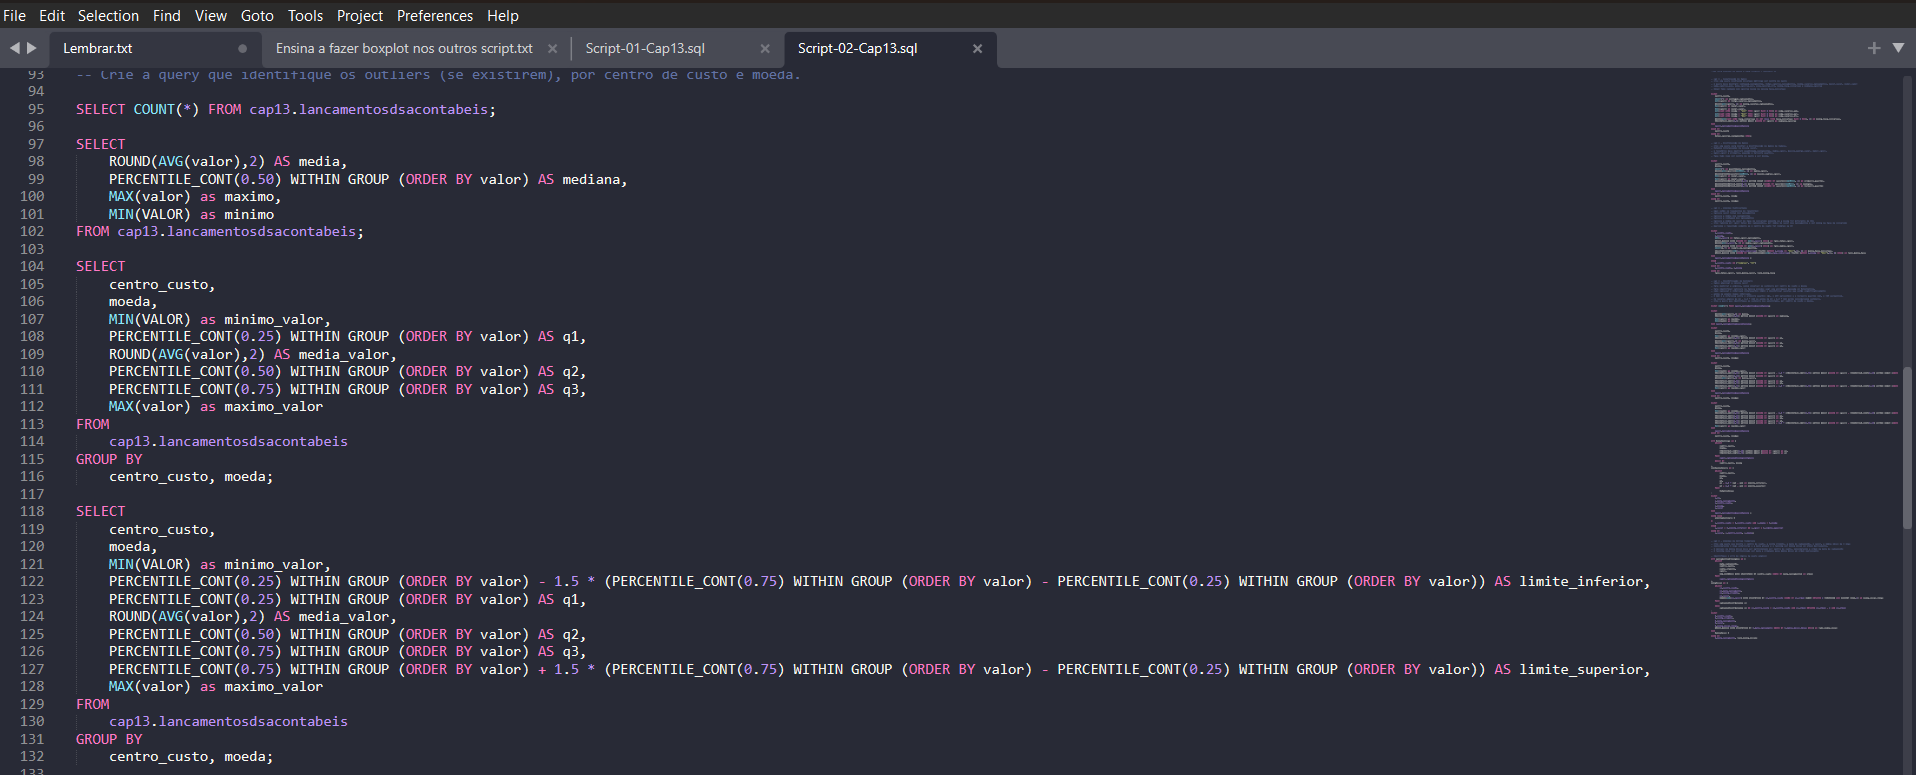 File Edit Selection Find View Goto Tools Project Preferences Help
Lembrar.txt Ensina a fazer boxplot nos outros script.txt Script-01-Cap13.sql Script-02-Cap13.sql
93 -- Crie a query que identifique os outliers (se existirem), por centro de custo e moeda.
94
95 SELECT COUNT(*) FROM cap13.lancamentosdsacontabeis;
96
97 SELECT
98 ROUND(AVG(valor),2) AS media,
99 PERCENTILE_CONT(0.50) WITHIN GROUP (ORDER BY valor) AS mediana,
100 MAX(valor) as maximo,
101 MIN(VALOR) as minimo
102 FROM cap13.lancamentosdsacontabeis;
103
104 SELECT
105 centro_custo,
106 moeda,
107 MIN(VALOR) as minimo_valor,
108 PERCENTILE_CONT(0.25) WITHIN GROUP (ORDER BY valor) AS q1,
109 ROUND(AVG(valor),2) AS media_valor,
110 PERCENTILE_CONT(0.50) WITHIN GROUP (ORDER BY valor) AS q2,
111 PERCENTILE_CONT(0.75) WITHIN GROUP (ORDER BY valor) AS q3,
112 MAX(valor) as maximo_valor
113 FROM
114 cap13.lancamentosdsacontabeis
115 GROUP BY
116 centro_custo, moeda;
117
118 SELECT
119 centro_custo,
120 moeda,
121 MIN(VALOR) as minimo_valor,
122 PERCENTILE_CONT(0.25) WITHIN GROUP (ORDER BY valor) - 1.5 * (PERCENTILE_CONT(0.75) WITHIN GROUP (ORDER BY valor) - PERCENTILE_CONT(0.25) WITHIN GROUP (ORDER BY valor)) AS limite_inferior,
123 PERCENTILE_CONT(0.25) WITHIN GROUP (ORDER BY valor) AS q1,
124 ROUND(AVG(valor),2) AS media_valor,
125 PERCENTILE_CONT(0.50) WITHIN GROUP (ORDER BY valor) AS q2,
126 PERCENTILE_CONT(0.75) WITHIN GROUP (ORDER BY valor) AS q3,
127 PERCENTILE_CONT(0.75) WITHIN GROUP (ORDER BY valor) + 1.5 * (PERCENTILE_CONT(0.75) WITHIN GROUP (ORDER BY valor) - PERCENTILE_CONT(0.25) WITHIN GROUP (ORDER BY valor)) AS limite_superior,
128 MAX(valor) as maximo_valor
129 FROM
130 cap13.lancamentosdsacontabeis
131 GROUP BY
132 centro_custo, moeda;
133